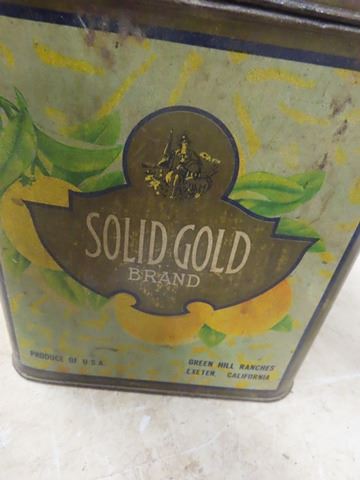 SOLID GOLD
BRAND
PRODUCE OF U.S.A.
GREEN HILL RANCHES
EXETER, CALIFORNIA